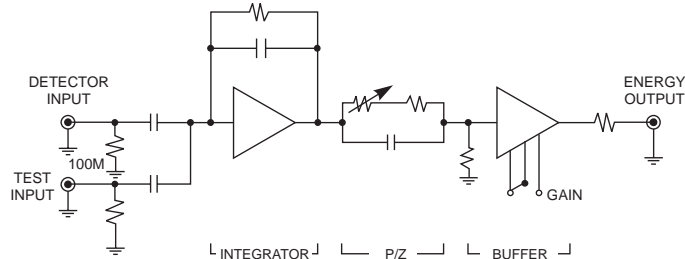 DETECTOR
INPUT
ENERGY
OUTPUT
100M
TEST
INPUT
GAIN
INTEGRATOR
P/Z
BUFFER